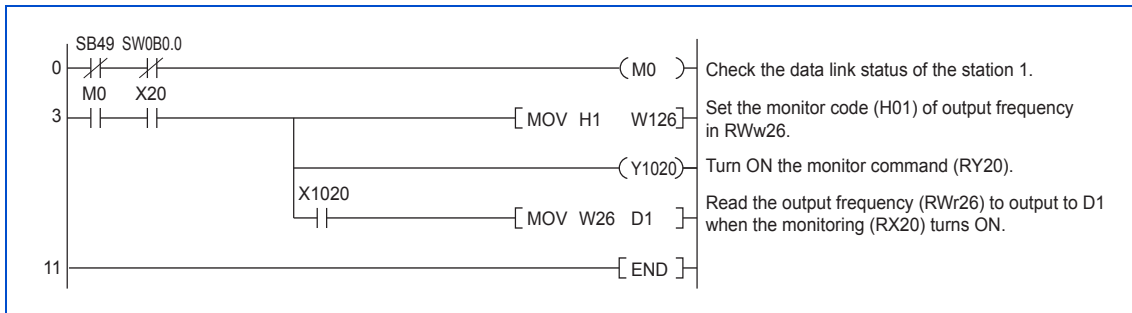 SB49 SW0B0.0
0 M0 Check the data link status of the station 1.
M0 X20
3 MOV H1 W126 Set the monitor code (H01) of output frequency
in RWw26.
Y1020 Turn ON the monitor command (RY20).
X1020
MOV W26 D1 Read the output frequency (RWr26) to output to D1
when the monitoring (RX20) turns ON.
11 END